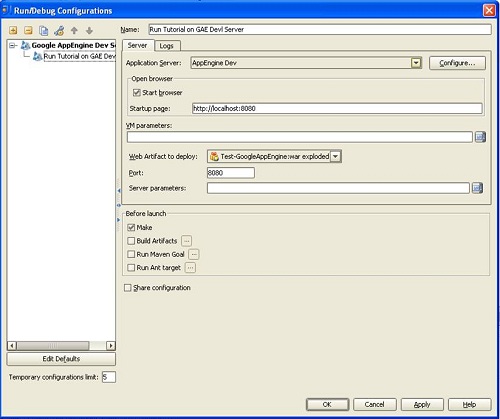 Run/Debug Configurations
Name: Run Tutorial on GAE Devl Server
Google AppEngine Dev S
Run Tutorial on GAE Dev
Server Logs
Application Server: AppEngine Dev Configure...
Open browser
Start browser
Startup page: http://localhost:8080
VM parameters:
Web Artifact to deploy: Test-GoogleAppEngine:war exploded
Port: 8080
Server parameters:
Before launch
Make
Build Artifacts ...
Run Maven Goal ...
Run Ant target ...
Share configuration
Edit Defaults
Temporary configurations limit: 5
OK Cancel Apply Help